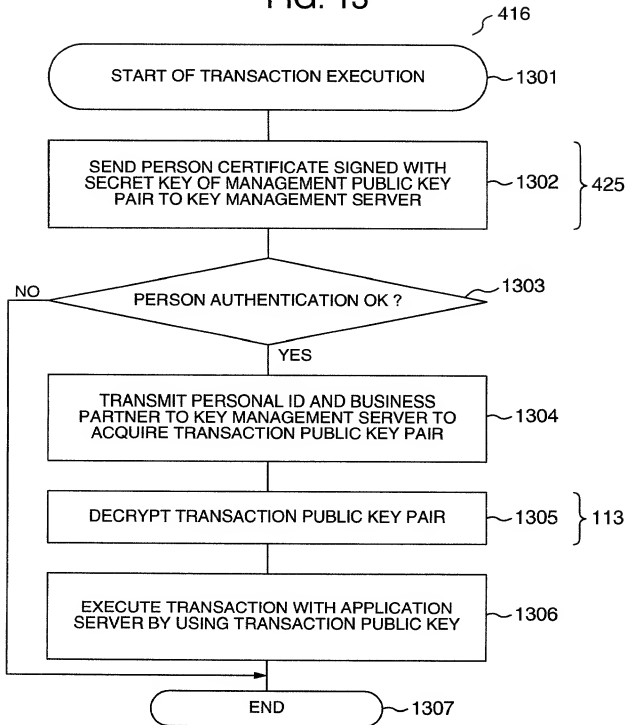 FIG. 13
416
START OF TRANSACTION EXECUTION
1301
SEND PERSON CERTIFICATE SIGNED WITH
SECRET KEY OF MANAGEMENT PUBLIC KEY
PAIR TO KEY MANAGEMENT SERVER
1302
425
NO
PERSON AUTHENTICATION OK ?
1303
YES
TRANSMIT PERSONAL ID AND BUSINESS
PARTNER TO KEY MANAGEMENT SERVER TO
ACQUIRE TRANSACTION PUBLIC KEY PAIR
1304
DECRYPT TRANSACTION PUBLIC KEY PAIR
1305
113
EXECUTE TRANSACTION WITH APPLICATION
SERVER BY USING TRANSACTION PUBLIC KEY
1306
END
1307